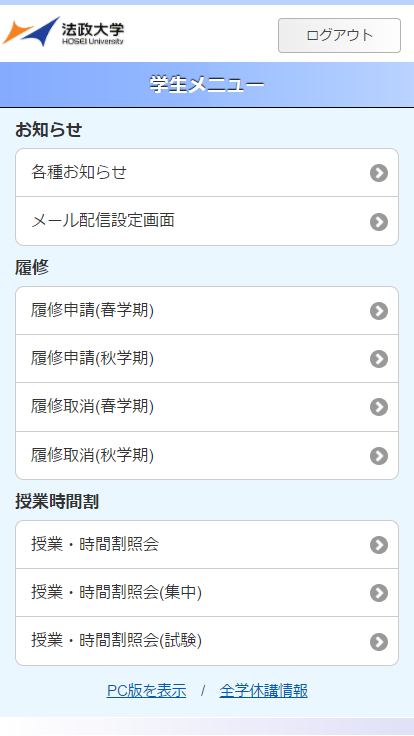 法政大学
HOSEI University
ログアウト
学生メニュー
お知らせ
各種お知らせ
メール配信設定画面
履修
履修申請(春学期)
履修申請(秋学期)
履修取消(春学期)
履修取消(秋学期)
授業時間割
授業・時間割照会
授業・時間割照会(集中)
授業・時間割照会(試験)
PC版を表示 / 全学休講情報